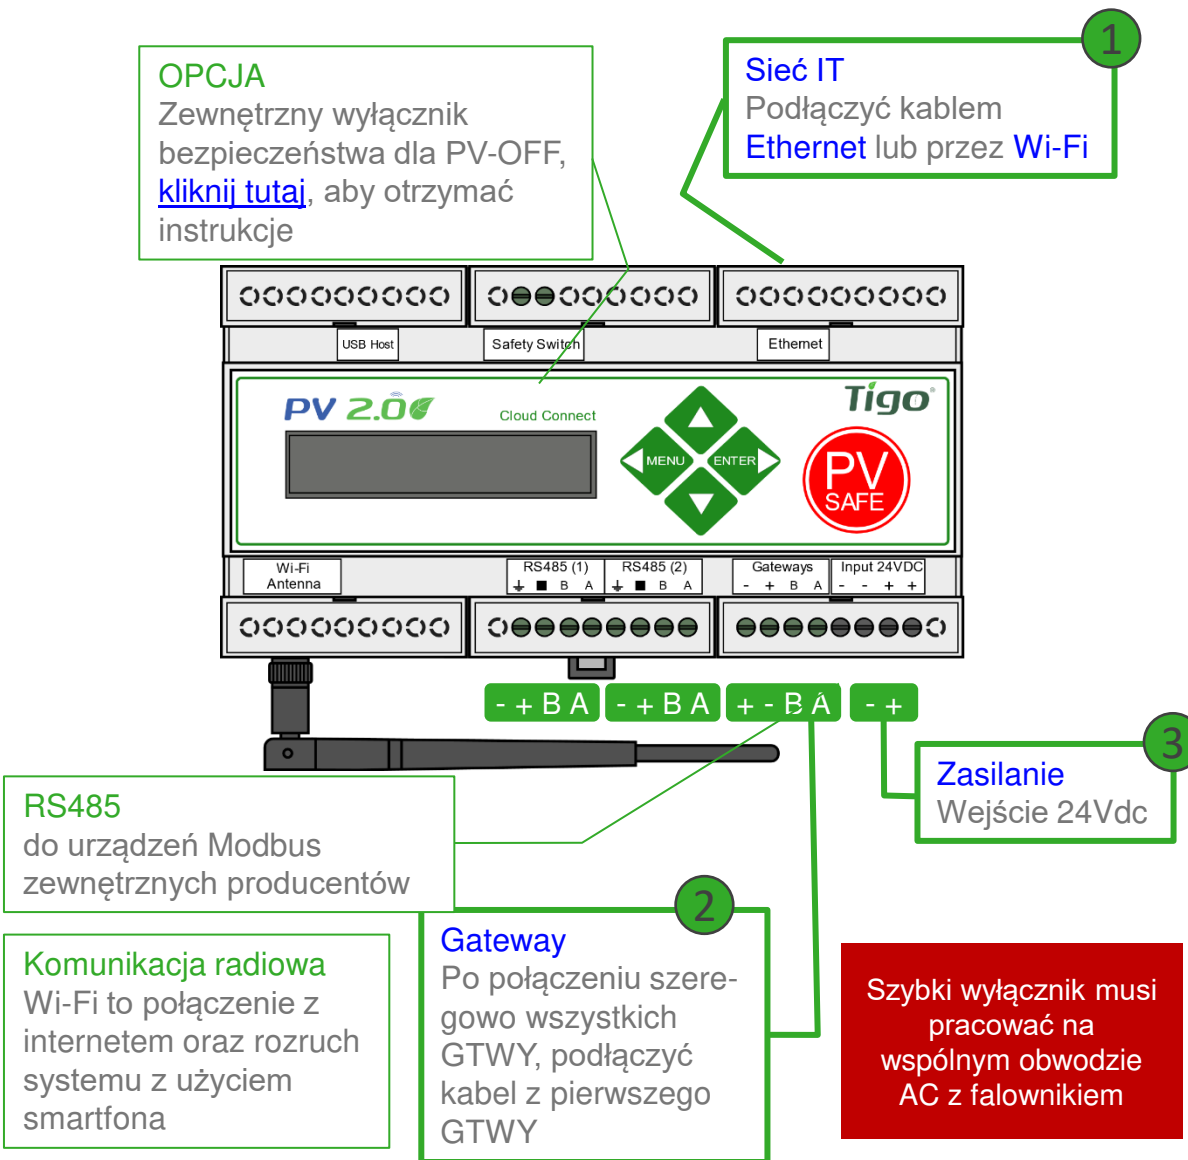 OPCJA
Zewnętrzny wyłącznik
bezpieczeństwa dla PV-OFF,
kliknij tutaj, aby otrzymać
instrukcje
1
Sieć IT
Podłączyć kablem
Ethernet lub przez Wi-Fi
USB Host
Safety Switch
Ethernet
PV 2.0
Cloud Connect
MENU
ENTER
Tigo®
PV
SAFE
Wi-Fi
Antenna
RS485 (1) RS485 (2)
B A B A
Gateways Input 24VDC
- + B A - - + +
- + B A
- + B A
+ - B A
- +
3
Zasilanie
Wejście 24Vdc
RS485
do urządzeń Modbus
zewnętrznych producentów
2
Gateway
Po połączeniu szere-
gowo wszystkich
GTWY, podłączyć
kabel z pierwszego
GTWY
Komunikacja radiowa
Wi-Fi to połączenie z
internetem oraz rozruch
systemu z użyciem
smartfona
Szybki wyłącznik musi
pracować na
wspólnym obwodzie
AC z falownikiem